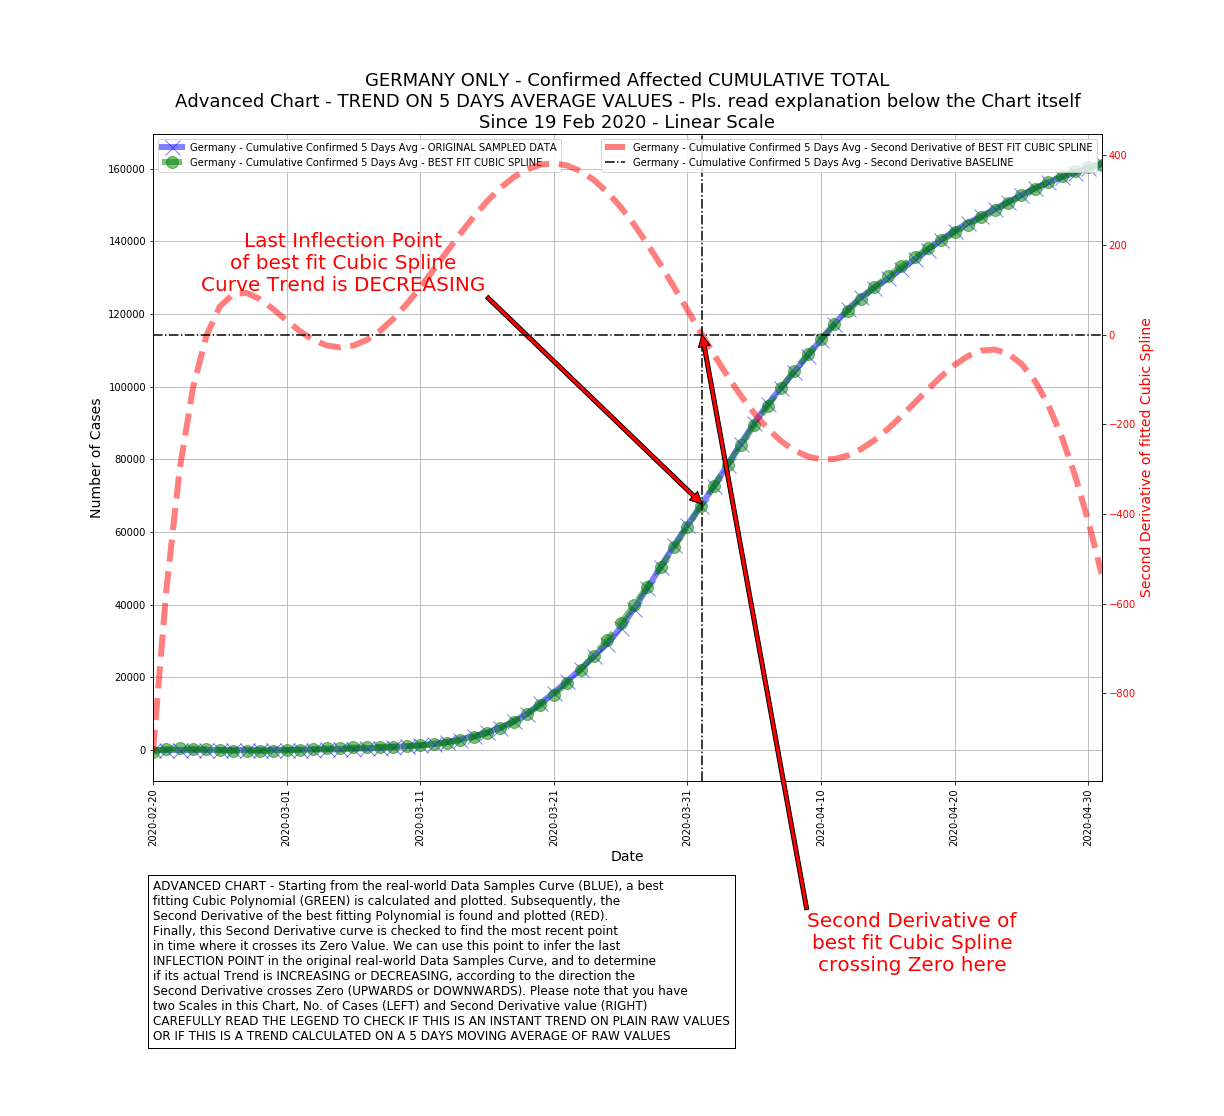 GERMANY ONLY - Confirmed Affected CUMULATIVE TOTAL
Advanced Chart - TREND ON 5 DAYS AVERAGE VALUES - Pls. read explanation below the Chart itself
Since 19 Feb 2020 - Linear Scale
Germany - Cumulative Confirmed 5 Days Avg - ORIGINAL SAMPLED DATA
Germany - Cumulative Confirmed 5 Days Avg - BEST FIT CUBIC SPLINE
Germany - Cumulative Confirmed 5 Days Avg - Second Derivative of BEST FIT CUBIC SPLINE
Germany - Cumulative Confirmed 5 Days Avg - Second Derivative BASELINE
160000
140000
120000
100000
80000
60000
40000
20000
0
Number of Cases
Last Inflection Point
of best fit Cubic Spline
Curve Trend is DECREASING
400
200
0
−200
−400
−600
−800
Second Derivative of fitted Cubic Spline
2020-02-20
2020-03-01
2020-03-11
2020-03-21
2020-03-31
2020-04-10
2020-04-20
2020-04-30
Date
ADVANCED CHART - Starting from the real-world Data Samples Curve (BLUE), a best
fitting Cubic Polynomial (GREEN) is calculated and plotted. Subsequently, the
Second Derivative of the best fitting Polynomial is found and plotted (RED).
Finally, this Second Derivative curve is checked to find the most recent point
in time where it crosses its Zero Value. We can use this point to infer the last
INFLECTION POINT in the original real-world Data Samples Curve, and to determine
if its actual Trend is INCREASING or DECREASING, according to the direction the
Second Derivative crosses Zero (UPWARDS or DOWNWARDS). Please note that you have
two Scales in this Chart, No. of Cases (LEFT) and Second Derivative value (RIGHT)
CAREFULLY READ THE LEGEND TO CHECK IF THIS IS AN INSTANT TREND ON PLAIN RAW VALUES
OR IF THIS IS A TREND CALCULATED ON A 5 DAYS MOVING AVERAGE OF RAW VALUES
Second Derivative of
best fit Cubic Spline
crossing Zero here